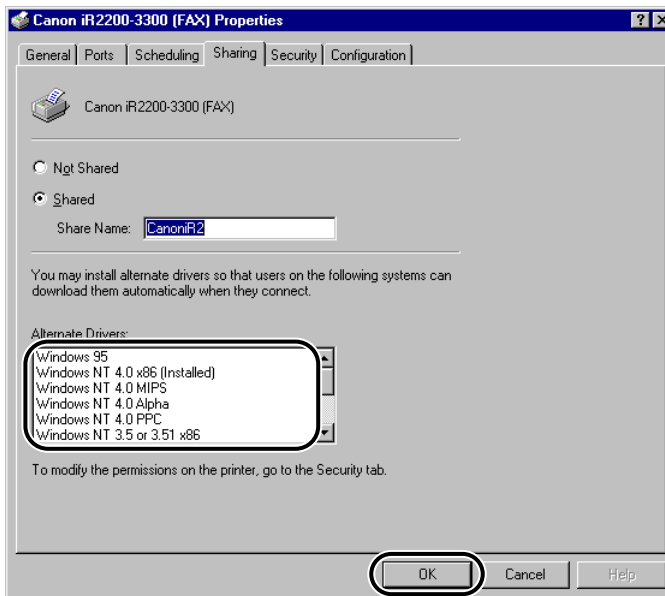 Canon iR2200-3300 (FAX) Properties
General Ports Scheduling Sharing Security Configuration
Canon iR2200-3300 (FAX)
Not Shared
Shared
Share Name: CanoniR2
You may install alternate drivers so that users on the following systems can
download them automatically when they connect.
Alternate Drivers:
Windows 95
Windows NT 4.0 x86 (Installed)
Windows NT 4.0 MIPS
Windows NT 4.0 Alpha
Windows NT 4.0 PPC
Windows NT 3.5 or 3.51 x86
To modify the permissions on the printer, go to the Security tab.
OK Cancel Help